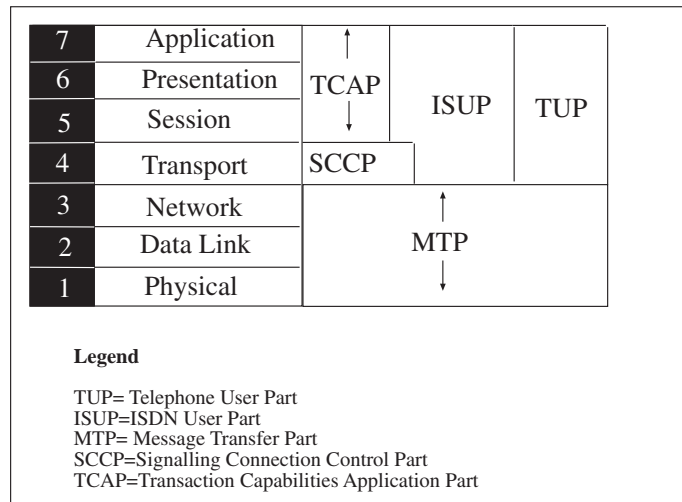 7 Application
6 Presentation
5 Session
4 Transport
3 Network
2 Data Link
1 Physical
TCAP
SCCP
ISUP
TUP
MTP
Legend
TUP= Telephone User Part
ISUP=ISDN User Part
MTP= Message Transfer Part
SCCP=Signalling Connection Control Part
TCAP=Transaction Capabilities Application Part